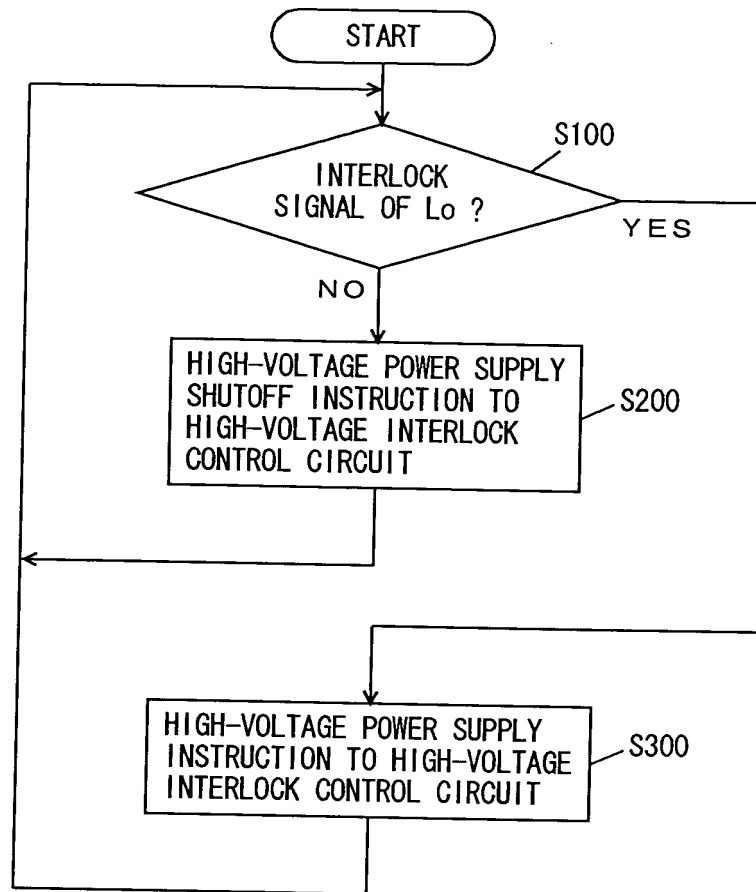 START
S100
INTERLOCK
SIGNAL OF Lo ?
YES
NO
HIGH-VOLTAGE POWER SUPPLY
SHUTOFF INSTRUCTION TO
HIGH-VOLTAGE INTERLOCK
CONTROL CIRCUIT
S200
HIGH-VOLTAGE POWER SUPPLY
INSTRUCTION TO HIGH-VOLTAGE
INTERLOCK CONTROL CIRCUIT
S300